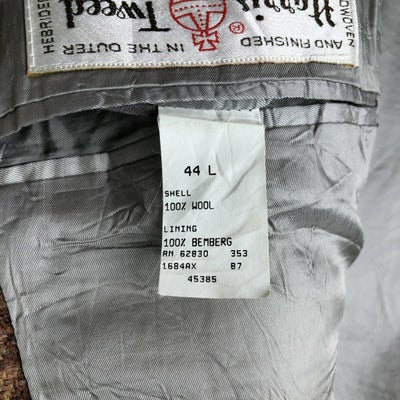 Harris ® Tweed
AND FINISHED
IN THE OUTER
44 L
SHELL
100% WOOL
LINING
100% BEMBERG
RN 62830 353
1684AX B7
45385